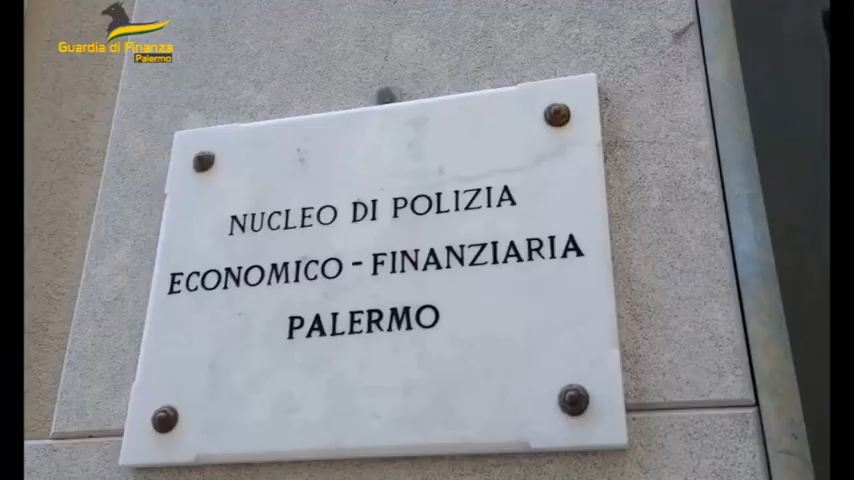 Guardia di Finanza
Palermo
NUCLEO DI POLIZIA
ECONOMICO-FINANZIARIA
PALERMO